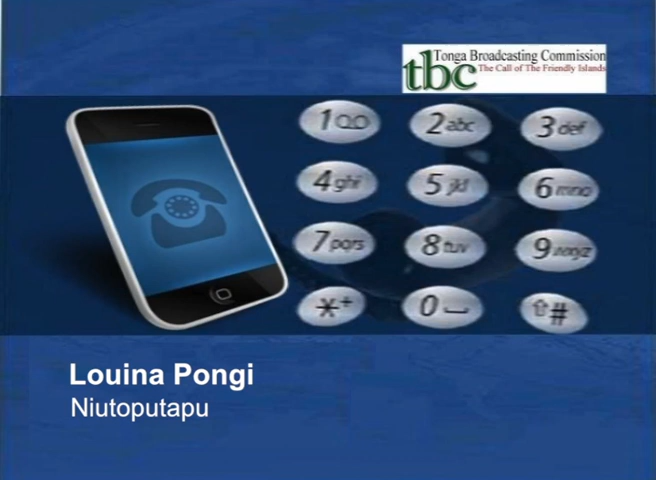 Tonga Broadcasting Commission
tbc The Call of The Friendly Islands
1 2abc 3def
4ghi 5jkl 6mno
7pqrs 8tuv 9wxyz
*+ 0 #
Louina Pongi
Niutoputapu